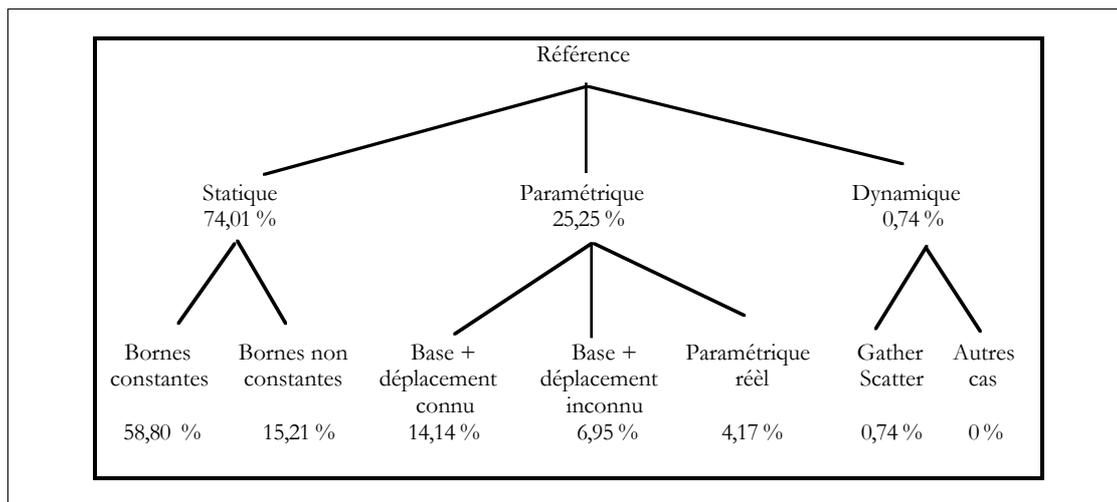 Référence
Statique
74,01 %
Paramétrique
25,25 %
Dynamique
0,74 %
Bornes
constantes
58,80 %
Bornes non
constantes
15,21 %
Base +
déplacement
connu
14,14 %
Base +
déplacement
inconnu
6,95 %
Paramétrique
réèl
4,17 %
Gather
Scatter
0,74 %
Autres
cas
0 %